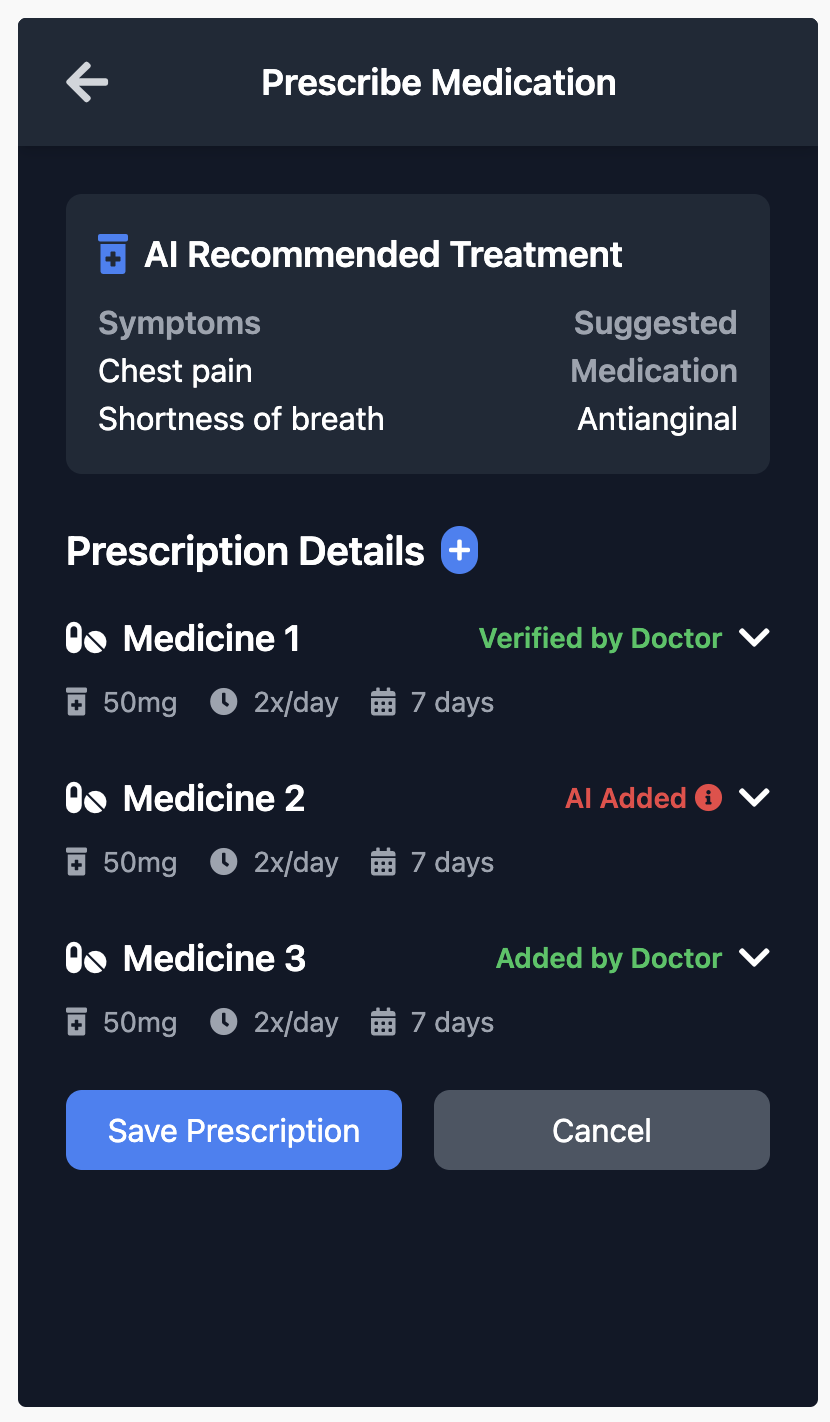 Prescribe Medication
AI Recommended Treatment
Symptoms
Chest pain
Shortness of breath
Suggested
Medication
Antianginal
Prescription Details
Medicine 1
Verified by Doctor
50mg 2x/day 7 days
Medicine 2
AI Added
50mg 2x/day 7 days
Medicine 3
Added by Doctor
50mg 2x/day 7 days
Save Prescription
Cancel